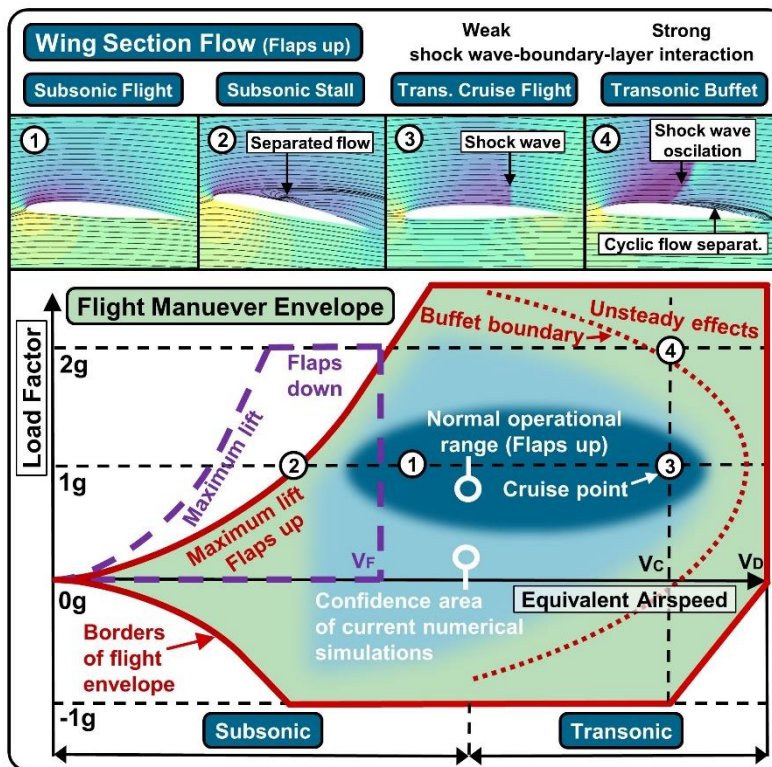 Wing Section Flow (Flaps up)
Weak
Strong
shock wave-boundary-layer interaction
Subsonic Flight
Subsonic Stall
Trans. Cruise Flight
Transonic Buffet
1
2
Separated flow
3
Shock wave
4
Shock wave
oscilation
Cyclic flow separat.
Load Factor
Flight Manuever Envelope
Buffet boundary
Unsteady effects
2g
Flaps
down
4
Maximum lift
Normal operational
range (Flaps up)
2
1
3
1g
Cruise point
Maximum lift
Flaps up
VF
VC
VD
0g
Equivalent Airspeed
Confidence area
of current numerical
simulations
Borders
of flight
envelope
-1g
Subsonic
Transonic